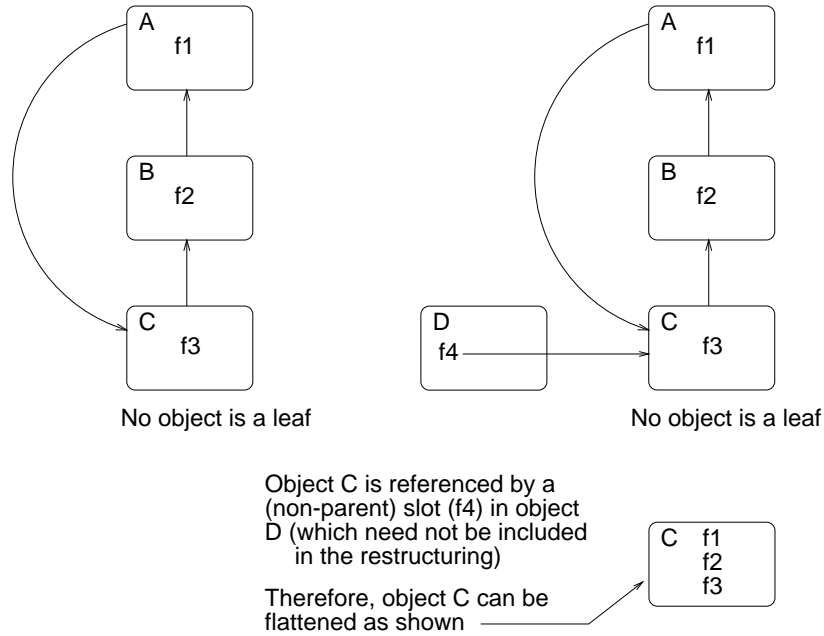 A
f1
B
f2
C
f3
No object is a leaf
A
f1
B
f2
D
f4
C
f3
No object is a leaf
Object C is referenced by a
(non-parent) slot (f4) in object
D (which need not be included
in the restructuring)
Therefore, object C can be
flattened as shown
C f1
f2
f3